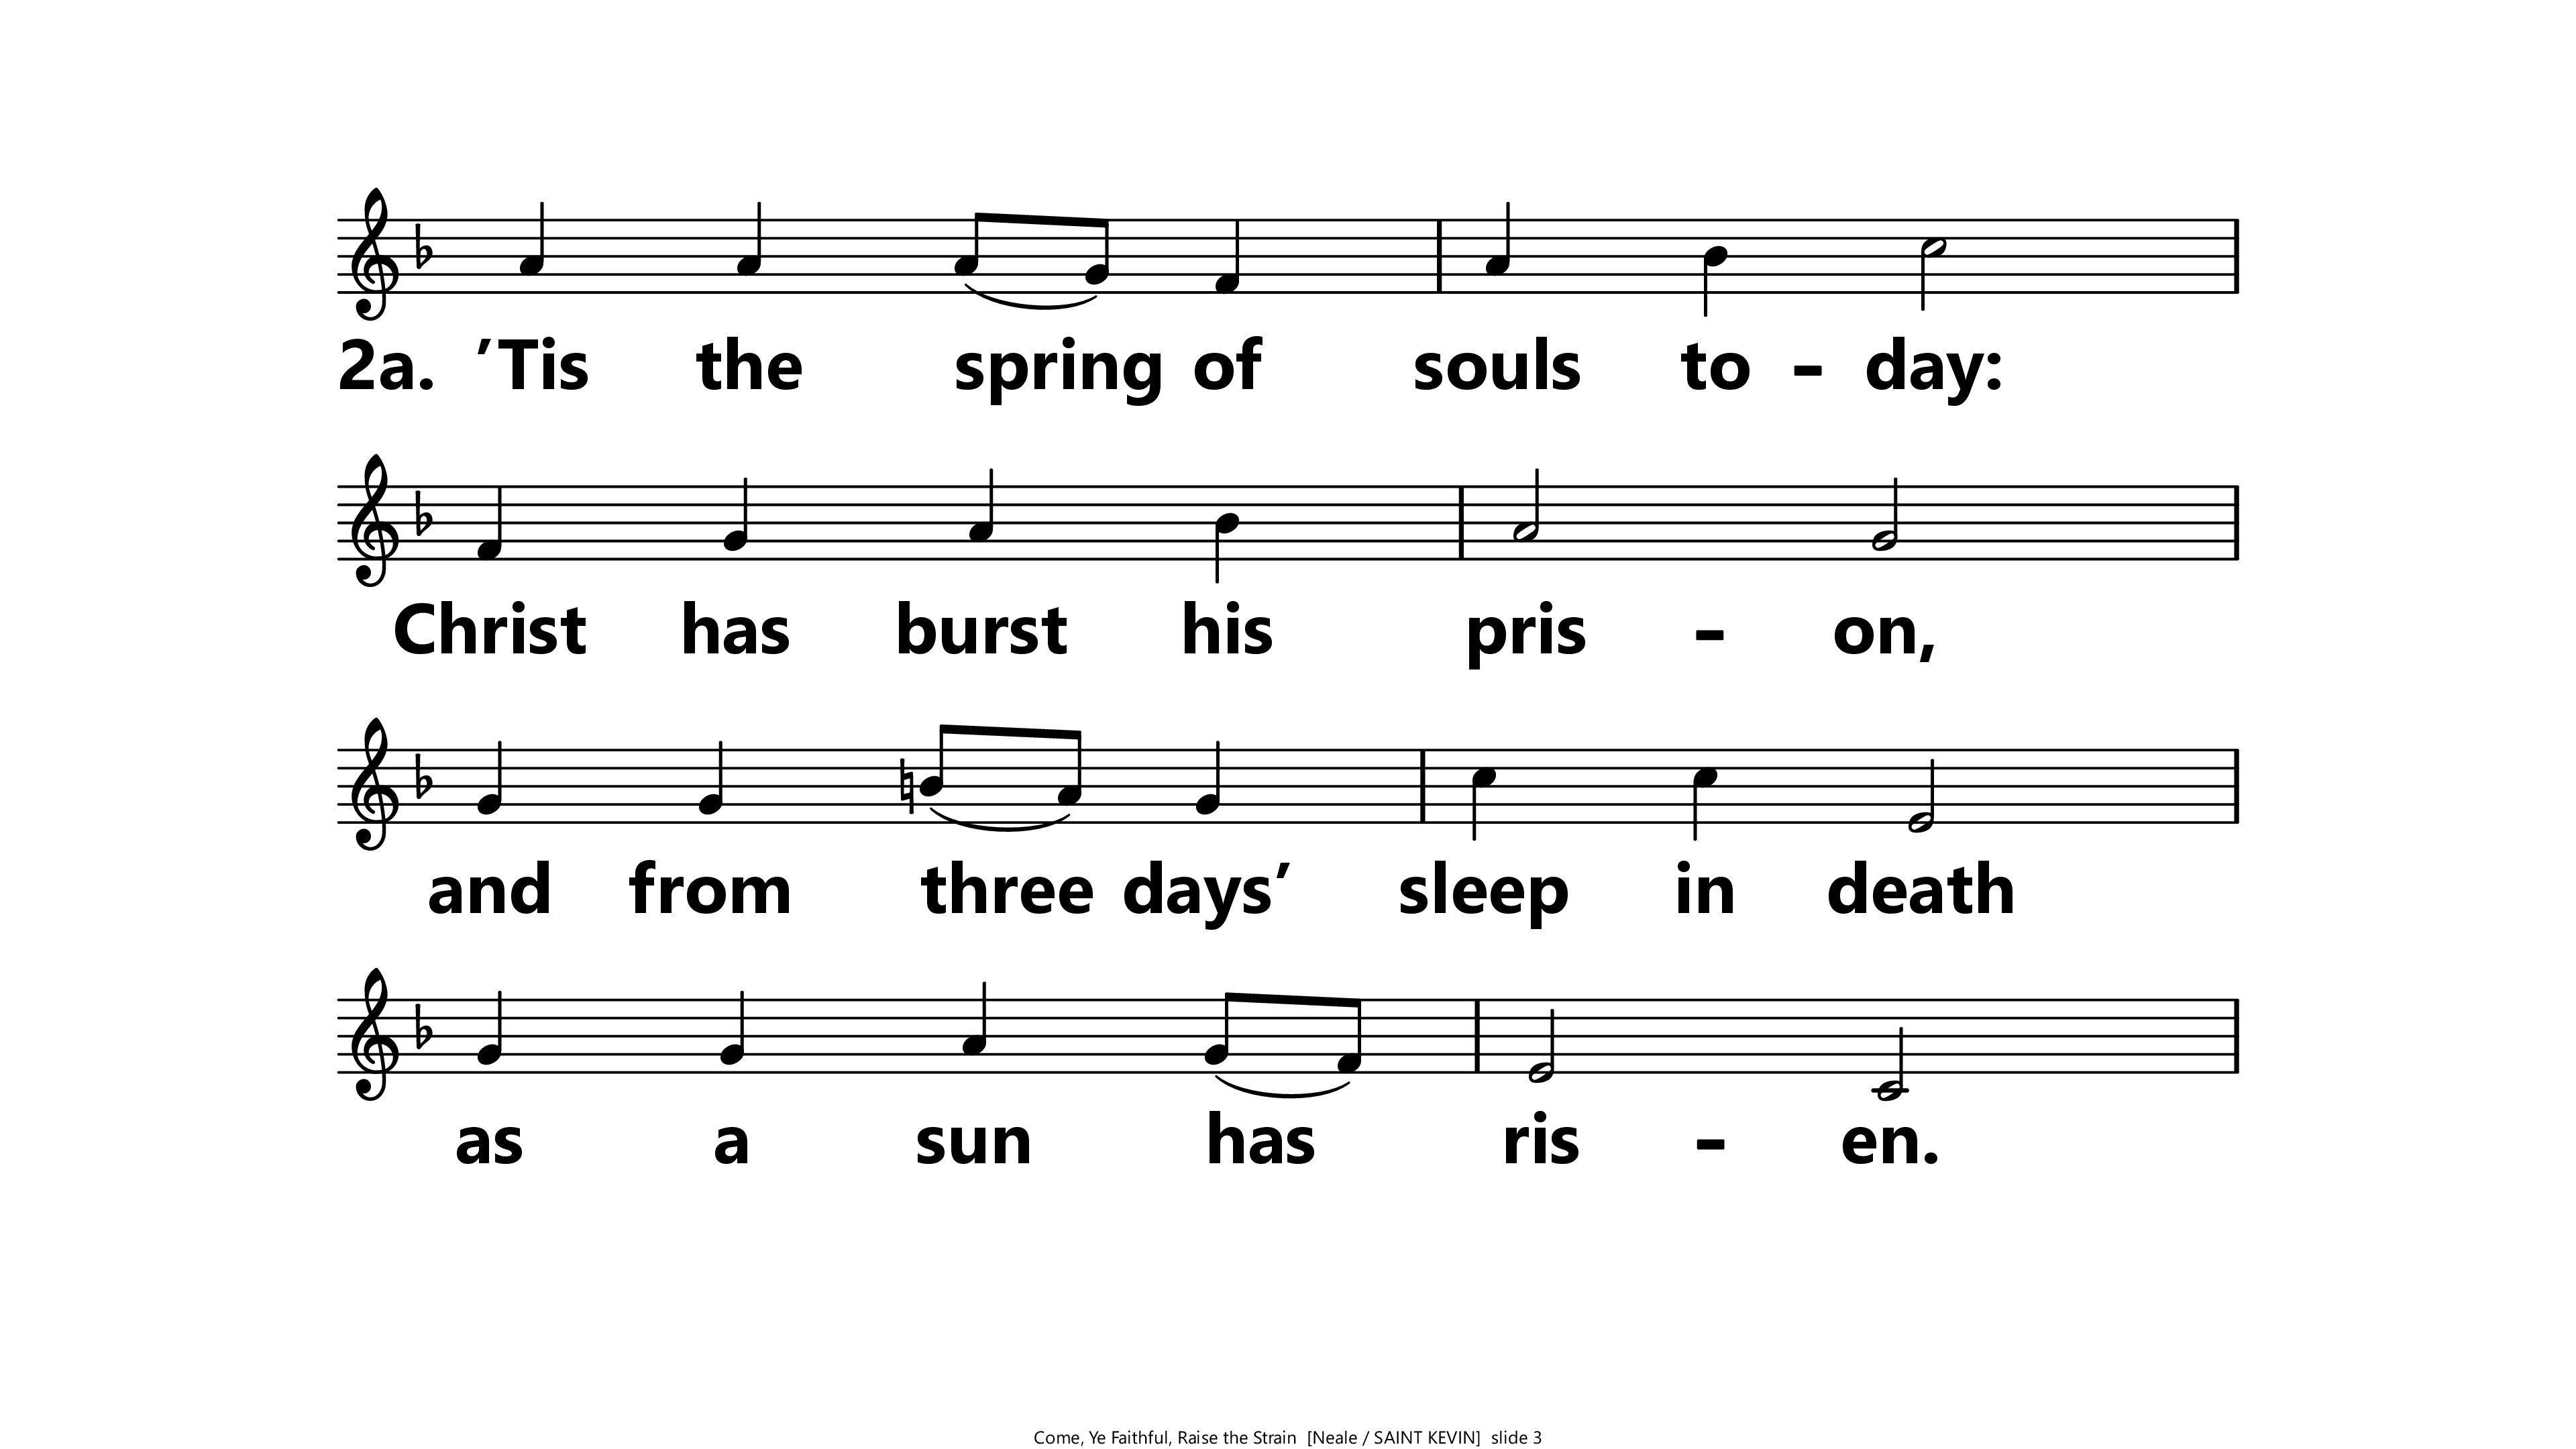 2a. ’Tis the spring of souls to - day:
Christ has burst his pris - on,
and from three days’ sleep in death
as a sun has ris - en.
Come, Ye Faithful, Raise the Strain [Neale / SAINT KEVIN] slide 3